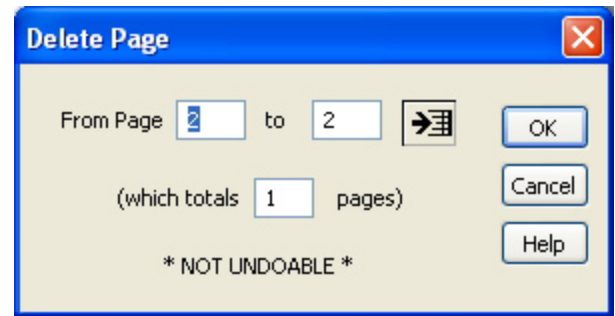 Delete Page
From Page 2 to 2
OK
(which totals 1 pages)
Cancel
Help
* NOT UNDOABLE *